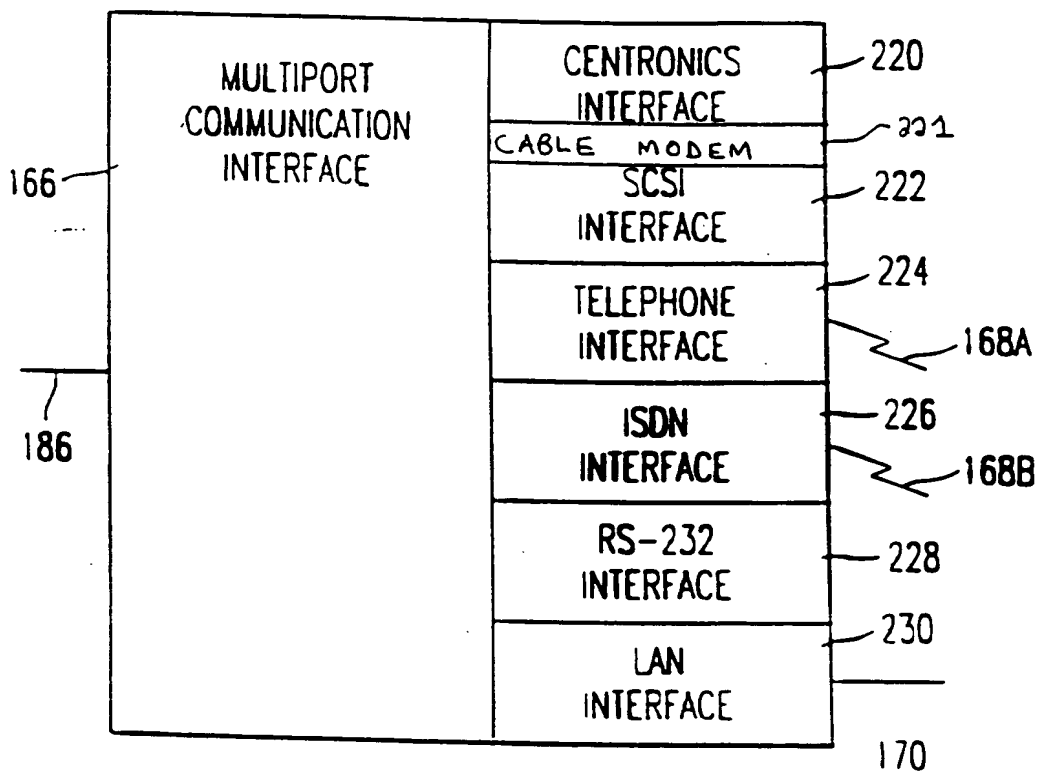 MULTIPORT
COMMUNICATION
INTERFACE
166
186
CENTRONICS
INTERFACE
220
CABLE MODEM
221
SCSI
INTERFACE
222
TELEPHONE
INTERFACE
224
168A
ISDN
INTERFACE
226
168B
RS-232
INTERFACE
228
LAN
INTERFACE
230
170